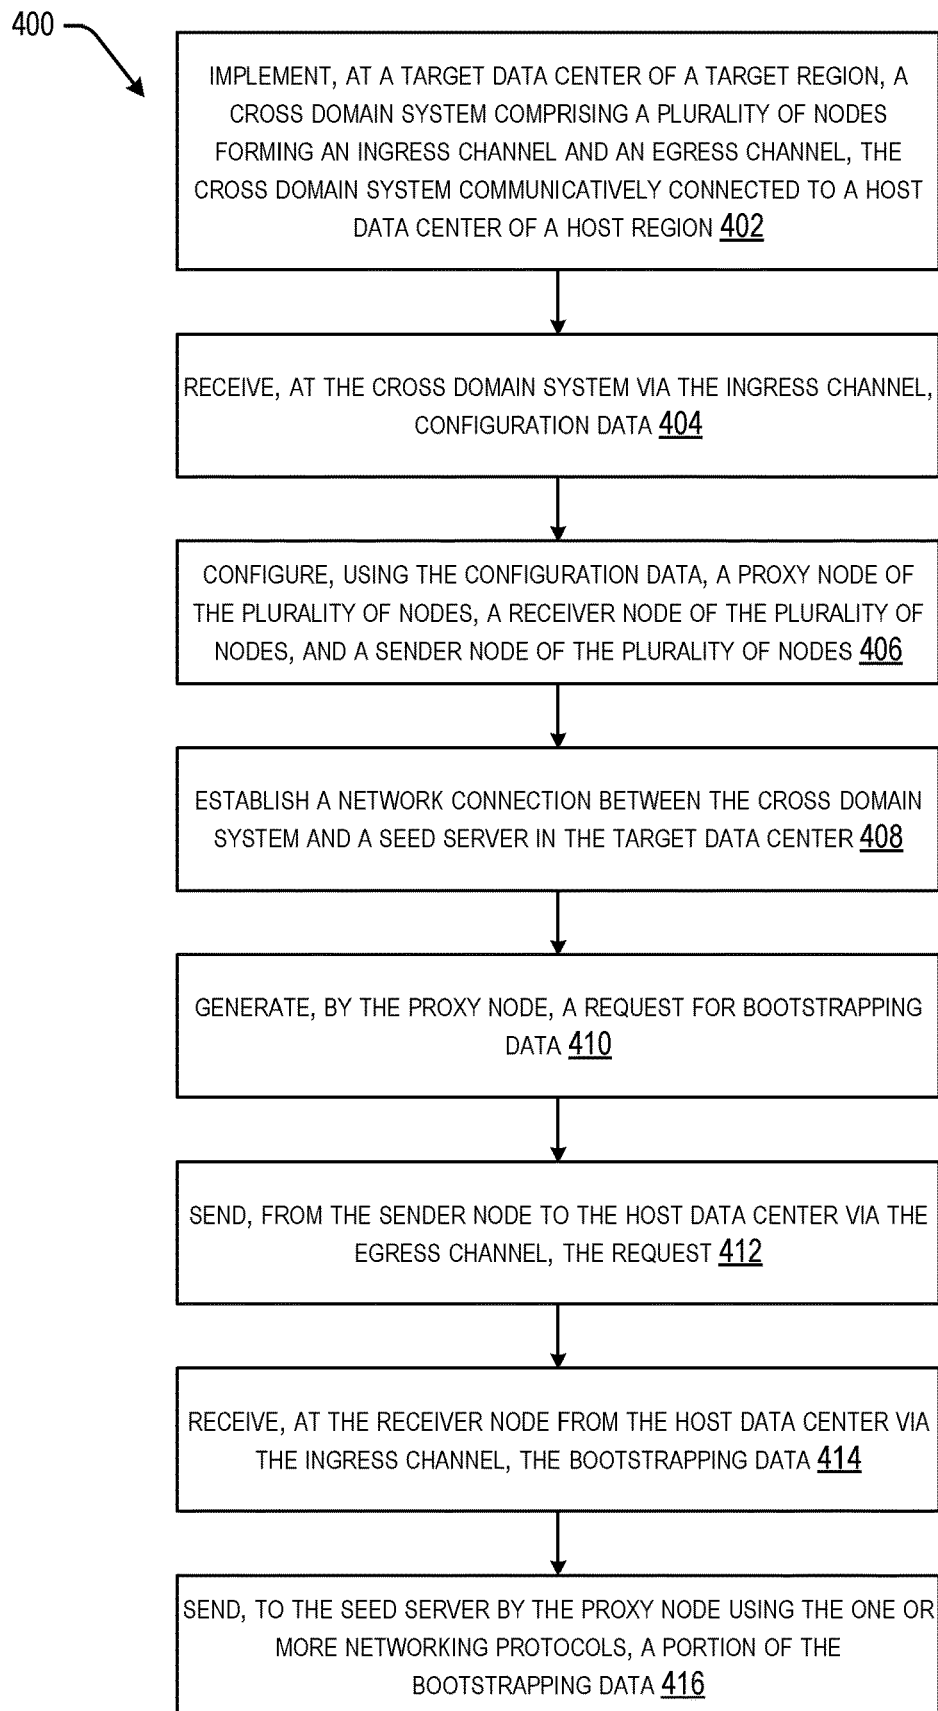 400
IMPLEMENT, AT A TARGET DATA CENTER OF A TARGET REGION, A
CROSS DOMAIN SYSTEM COMPRISING A PLURALITY OF NODES
FORMING AN INGRESS CHANNEL AND AN EGRESS CHANNEL, THE
CROSS DOMAIN SYSTEM COMMUNICATIVELY CONNECTED TO A HOST
DATA CENTER OF A HOST REGION 402
RECEIVE, AT THE CROSS DOMAIN SYSTEM VIA THE INGRESS CHANNEL,
CONFIGURATION DATA 404
CONFIGURE, USING THE CONFIGURATION DATA, A PROXY NODE OF
THE PLURALITY OF NODES, A RECEIVER NODE OF THE PLURALITY OF
NODES, AND A SENDER NODE OF THE PLURALITY OF NODES 406
ESTABLISH A NETWORK CONNECTION BETWEEN THE CROSS DOMAIN
SYSTEM AND A SEED SERVER IN THE TARGET DATA CENTER 408
GENERATE, BY THE PROXY NODE, A REQUEST FOR BOOTSTRAPPING
DATA 410
SEND, FROM THE SENDER NODE TO THE HOST DATA CENTER VIA THE
EGRESS CHANNEL, THE REQUEST 412
RECEIVE, AT THE RECEIVER NODE FROM THE HOST DATA CENTER VIA
THE INGRESS CHANNEL, THE BOOTSTRAPPING DATA 414
SEND, TO THE SEED SERVER BY THE PROXY NODE USING THE ONE OR
MORE NETWORKING PROTOCOLS, A PORTION OF THE
BOOTSTRAPPING DATA 416